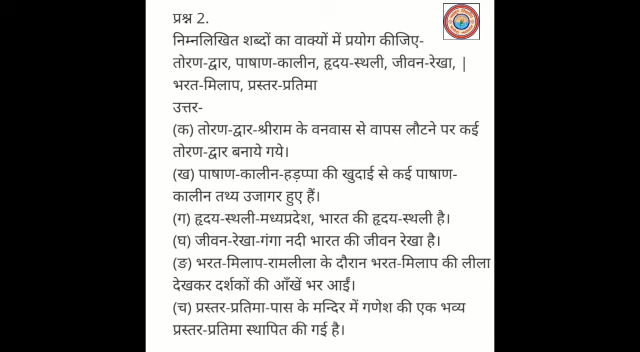 प्रश्न 2.
निम्नलिखित शब्दों का वाक्यों में प्रयोग कीजिए-
तोरण-द्वार, पाषाण-कालीन, हृदय-स्थली, जीवन-रेखा, |
भरत-मिलाप, प्रस्तर-प्रतिमा
उत्तर-
(क) तोरण-द्वार-श्रीराम के वनवास से वापस लौटने पर कई
तोरण-द्वार बनाये गये।
(ख) पाषाण-कालीन-हड़प्पा की खुदाई से कई पाषाण-
कालीन तथ्य उजागर हुए हैं।
(ग) हृदय-स्थली-मध्यप्रदेश, भारत की हृदय-स्थली है।
(घ) जीवन-रेखा-गंगा नदी भारत की जीवन रेखा है।
(ङ) भरत-मिलाप-रामलीला के दौरान भरत-मिलाप की लीला
देखकर दर्शकों की आँखें भर आईं।
(च) प्रस्तर-प्रतिमा-पास के मन्दिर में गणेश की एक भव्य
प्रस्तर-प्रतिमा स्थापित की गई है।